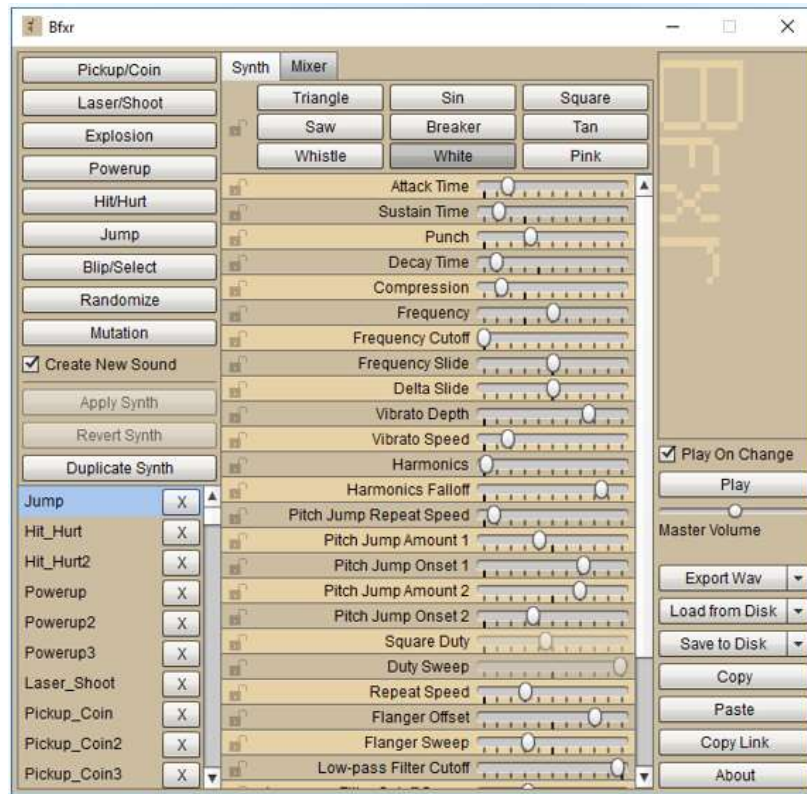 Bfxr
Pickup/Coin
Laser/Shoot
Explosion
Powerup
Hit/Hurt
Jump
Blip/Select
Randomize
Mutation
Create New Sound
Apply Synth
Revert Synth
Duplicate Synth
Jump X
Hit_Hurt X
Hit_Hurt2 X
Powerup X
Powerup2 X
Powerup3 X
Laser_Shoot X
Pickup_Coin X
Pickup_Coin2 X
Pickup_Coin3 X
Synth Mixer
Triangle Sin Square
Saw Breaker Tan
Whistle White Pink
Attack Time
Sustain Time
Punch
Decay Time
Compression
Frequency
Frequency Cutoff
Frequency Slide
Delta Slide
Vibrato Depth
Vibrato Speed
Harmonics
Harmonics Falloff
Pitch Jump Repeat Speed
Pitch Jump Amount 1
Pitch Jump Onset 1
Pitch Jump Amount 2
Pitch Jump Onset 2
Square Duty
Duty Sweep
Repeat Speed
Flanger Offset
Flanger Sweep
Low-pass Filter Cutoff
Bfxr
Play On Change
Play
Master Volume
Export Wav
Load from Disk
Save to Disk
Copy
Paste
Copy Link
About